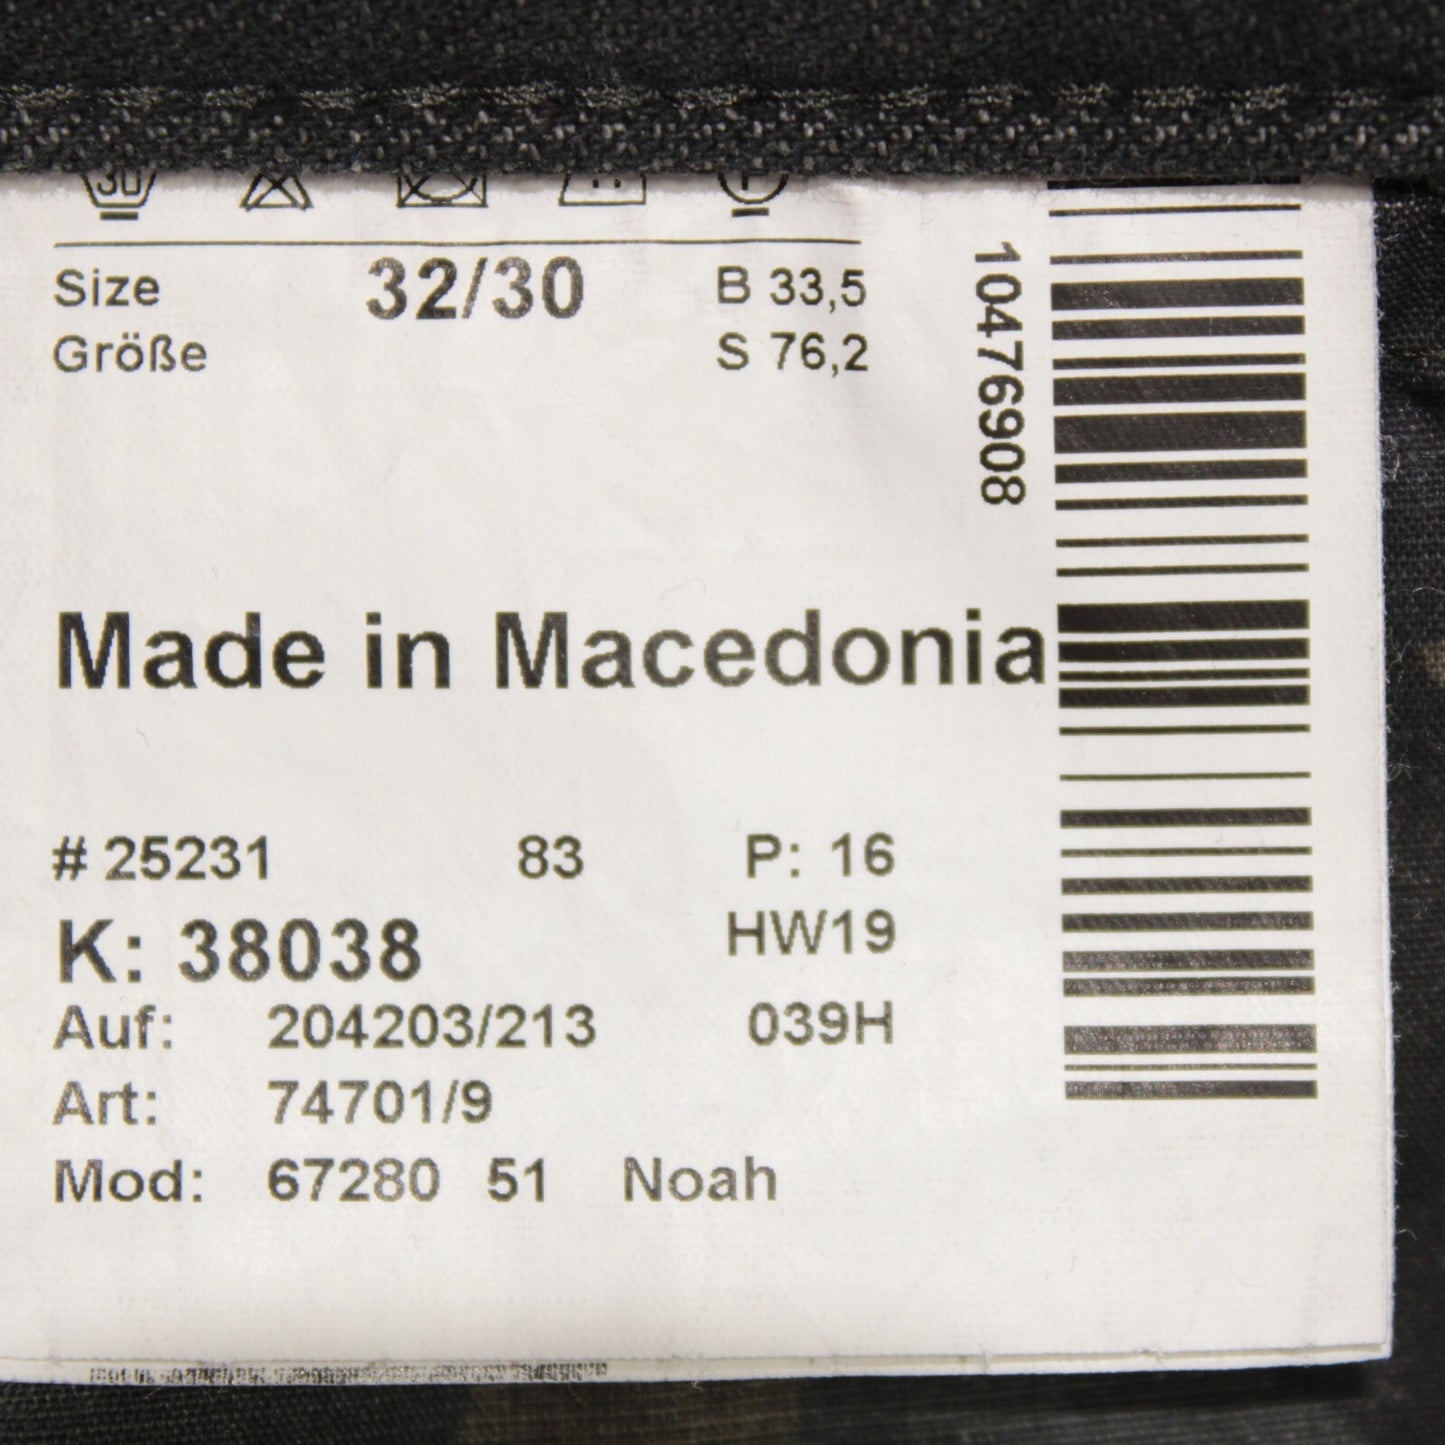 30
Size 32/30 B 33,5
Größe S 76,2
10476908
Made in Macedonia
# 25231 83 P: 16
K: 38038 HW19
Auf: 204203/213 039H
Art: 74701/9
Mod: 67280 51 Noah